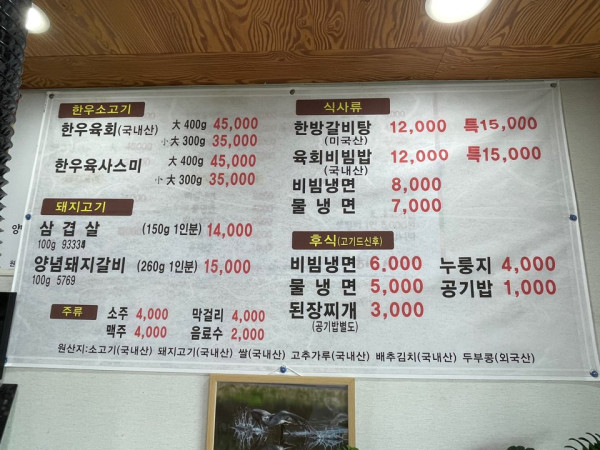 한우소고기
한우육회(국내산) 大 400g 45,000
小 大 300g 35,000
한우육사스미 大 400g 45,000
小 大 300g 35,000
돼지고기
삼겹살 (150g 1인분) 14,000
100g 9333
양념돼지갈비 (260g 1인분) 15,000
100g 5769
주류
소주 4,000 막걸리 4,000
맥주 4,000 음료수 2,000
식사류
한방갈비탕 12,000 특15,000
(미국산)
육회비빔밥 12,000 특15,000
(국내산)
비빔냉면 8,000
물냉면 7,000
후식(고기드신후)
비빔냉면 6.000 누룽지 4,000
물냉면 5,000 공기밥 1,000
된장찌개 3,000
(공기밥별도)
원산지:소고기(국내산) 돼지고기(국내산) 쌀(국내산) 고추가루(국내산) 배추김치(국내산) 두부콩(외국산)